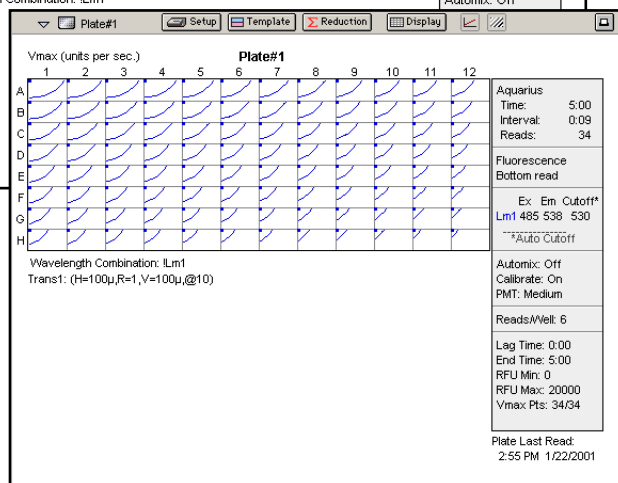 Combination: !Lm1
Automix: Off
Plate#1 Setup Template Reduction Display
Vmax (units per sec.) Plate#1
1 2 3 4 5 6 7 8 9 10 11 12
A
B
C
D
E
F
G
H
Wavelength Combination: !Lm1
Trans1: (H=100µ,R=1,V=100µ,@10)
Aquarius
Time: 5:00
Interval: 0:09
Reads: 34
Fluorescence
Bottom read
Ex Em Cutoff*
Lm1 485 538 530
*Auto Cutoff
Automix: Off
Calibrate: On
PMT: Medium
Reads/Well: 6
Lag Time: 0:00
End Time: 5:00
RFU Min: 0
RFU Max: 20000
Vmax Pts: 34/34
Plate Last Read:
2:55 PM 1/22/2001